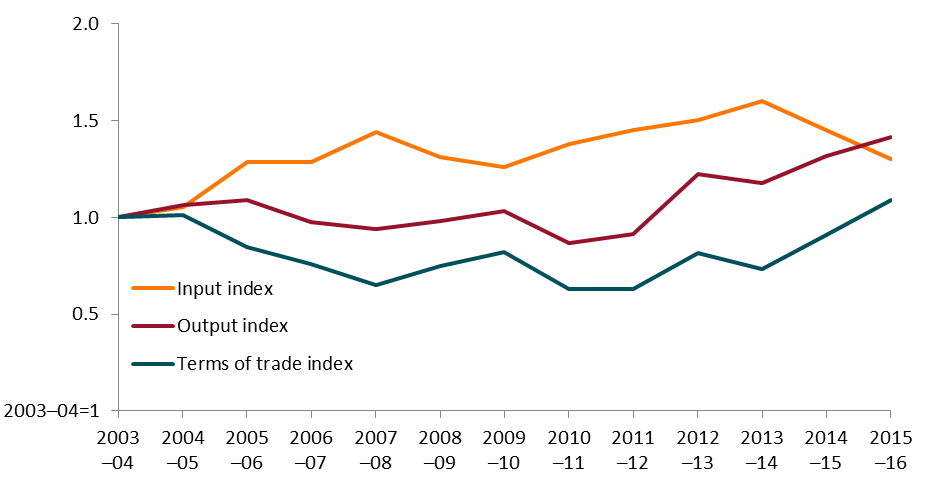 2.0
1.5
1.0
0.5
2003–04=1
Input index
Output index
Terms of trade index
2003 2004 2005 2006 2007 2008 2009 2010 2011 2012 2013 2014 2015
–04 –05 –06 –07 –08 –09 –10 –11 –12 –13 –14 –15 –16